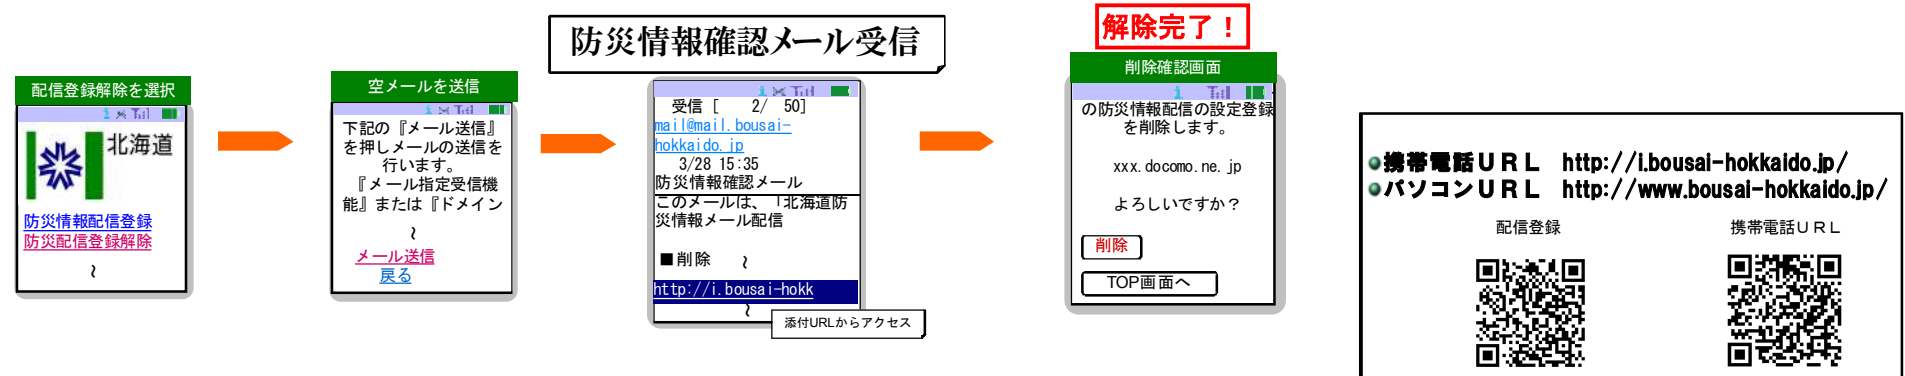 配信登録解除を選択
北海道
防災情報配信登録
防災配信登録解除
~
空メールを送信
下記の『メール送信』
を押しメールの送信を
行います。
『メール指定受信機
能』または『ドメイン
~
メール送信
戻る
防災情報確認メール受信
受信 [ 2/ 50]
mail@mail.bousai-
hokkaido.jp
3/28 15:35
防災情報確認メール
このメールは、「北海道防
災情報メール配信
■削除 ~
http://i.bousai-hokk
~
添付URLからアクセス
解除完了!
削除確認画面
の防災情報配信の設定登録
を削除します。
xxx.docomo.ne.jp
よろしいですか?
削除
TOP画面へ
●携帯電話URL http://i.bousai-hokkaido.jp/
●パソコンURL http://www.bousai-hokkaido.jp/
配信登録
携帯電話URL